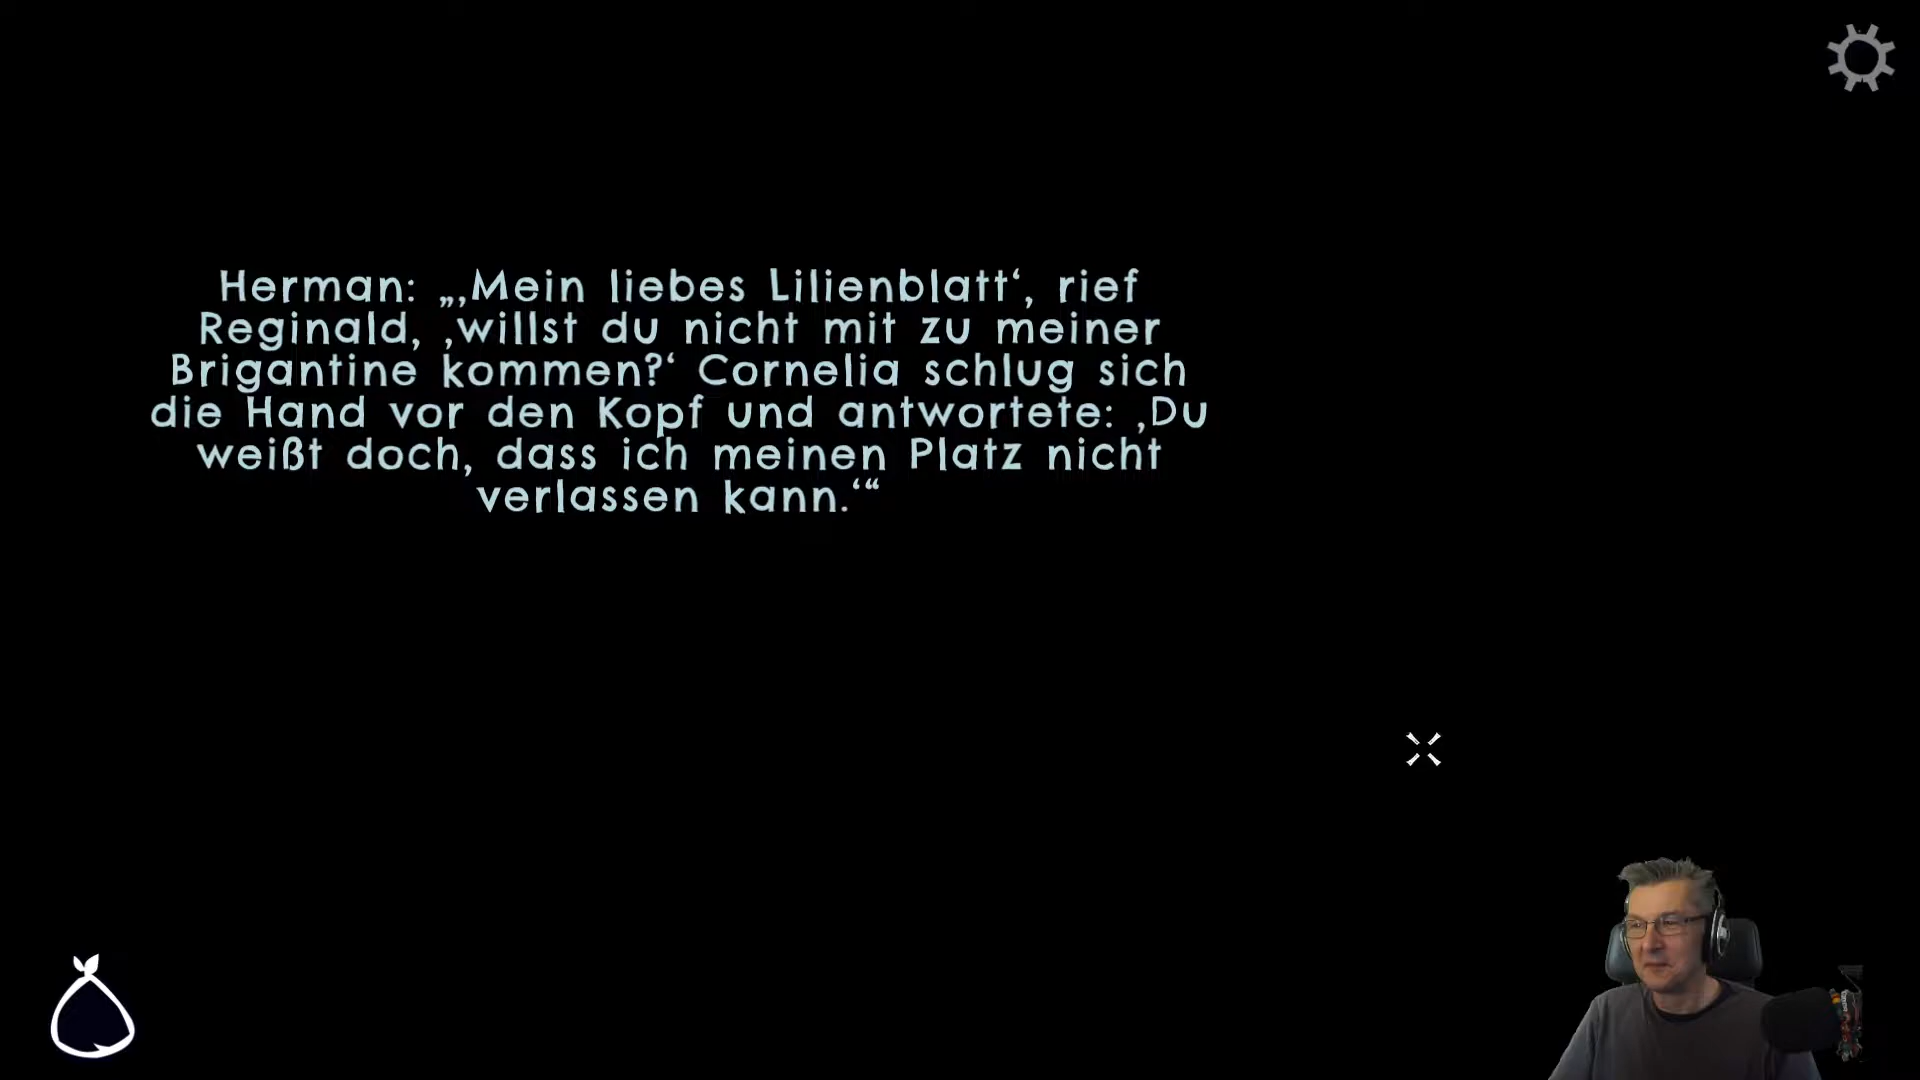 Herman: „‚Mein liebes Lilienblatt‘, rief
Reginald, ‚willst du nicht mit zu meiner
Brigantine kommen?‘ Cornelia schlug sich
die Hand vor den Kopf und antwortete: ‚Du
weißt doch, dass ich meinen Platz nicht
verlassen kann.‘“